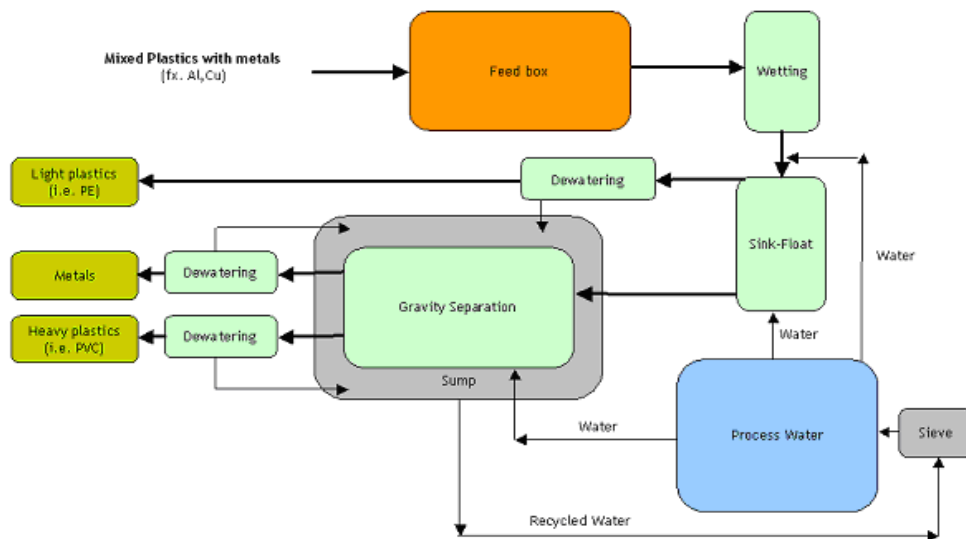 Mixed Plastics with metals
(fx. Al,Cu)
Feed box
Wetting
Light plastics
(i.e. PE)
Dewatering
Sink-Float
Water
Metals
Dewatering
Gravity Separation
Heavy plastics
(i.e. PVC)
Dewatering
Water
Sump
Water
Process Water
Sieve
Recycled Water